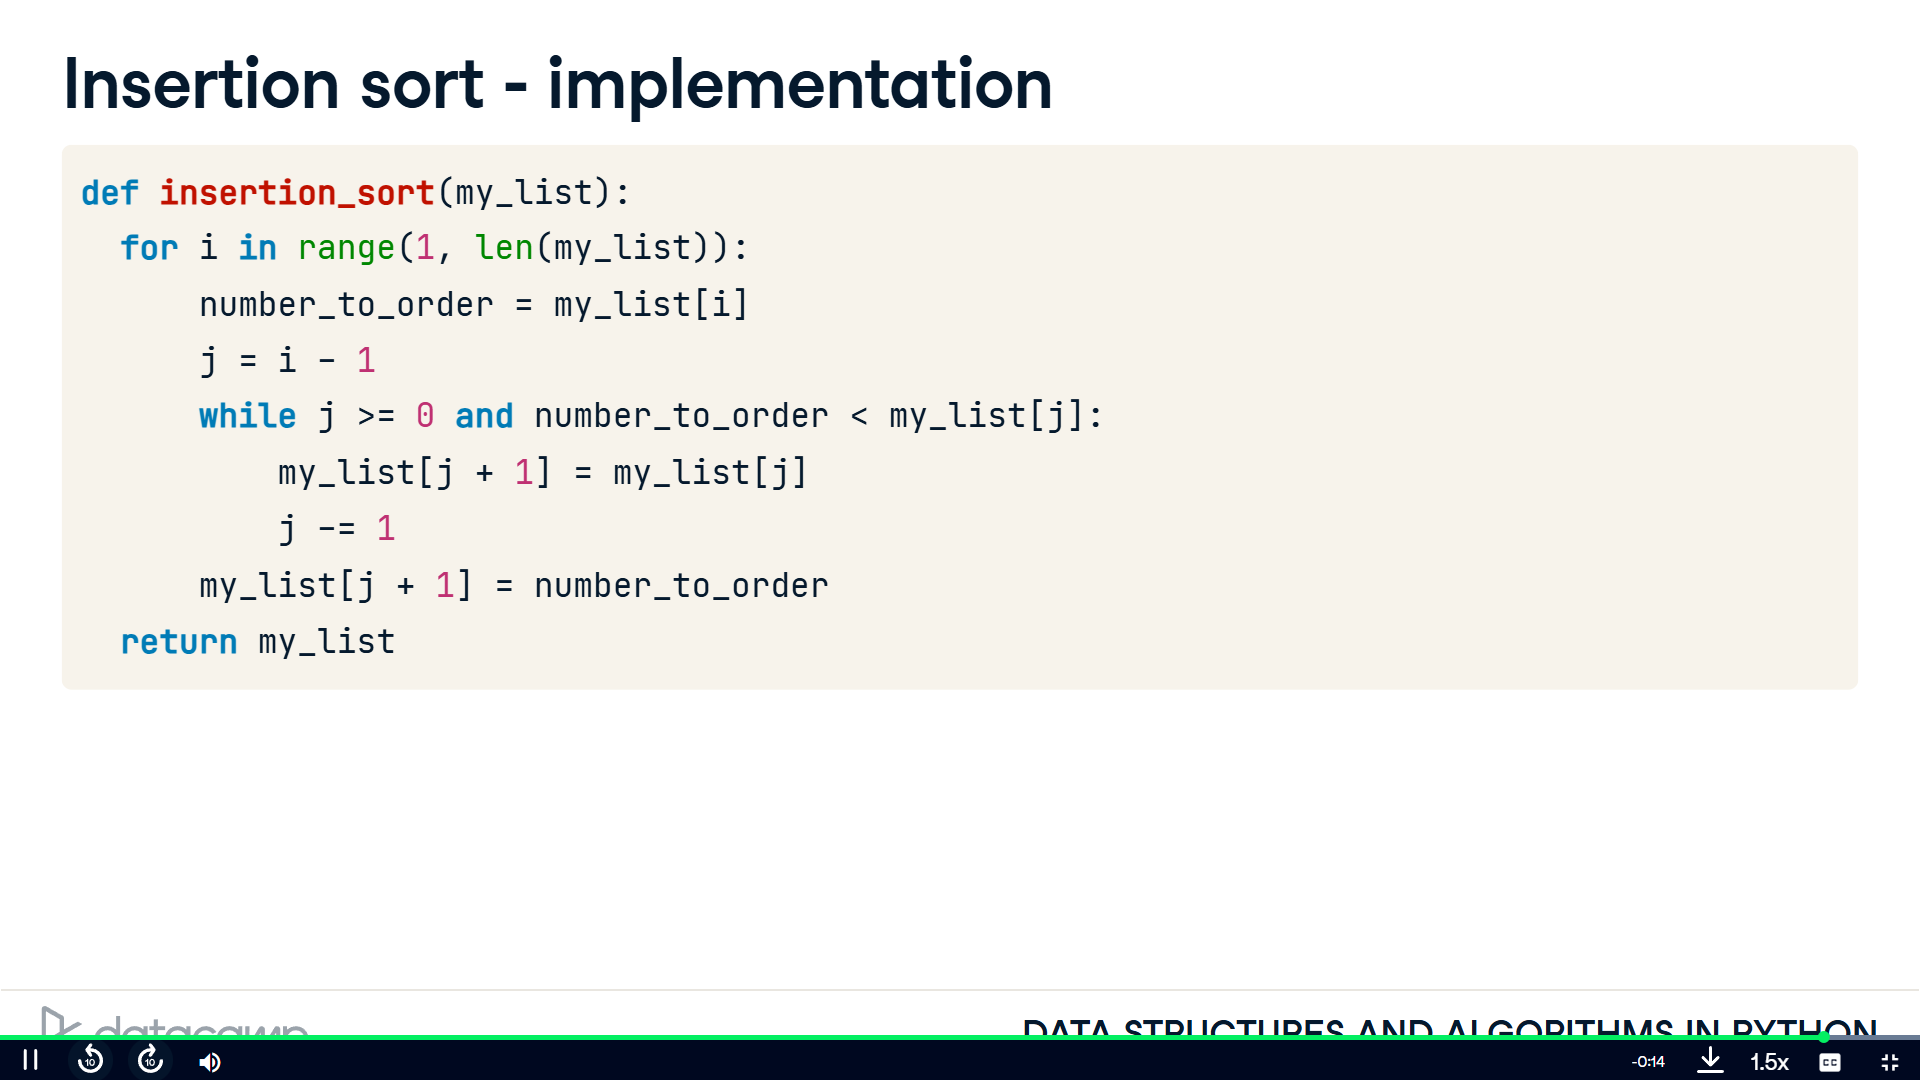 Insertion sort - implementation
def insertion_sort(my_list):
  for i in range(1, len(my_list)):
      number_to_order = my_list[i]
      j = i - 1
      while j >= 0 and number_to_order < my_list[j]:
          my_list[j + 1] = my_list[j]
          j -= 1
      my_list[j + 1] = number_to_order
  return my_list
datacamp
DATA STRUCTURES AND ALGORITHMS IN PYTHON
10
10
-0:14
1.5x
CC